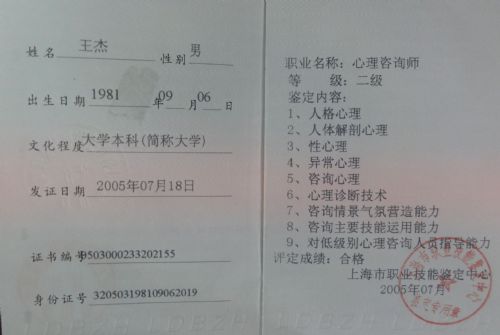 姓名 王杰 性别 男
出生日期 1981 年 09 月 06 日
文化程度 大学本科(简称大学)
发证日期 2005年07月18日
证书编号 0503000233202155
身份证号 320503198109062019
职业名称：心理咨询师
等 级：二级
鉴定内容：
1、人格心理
2、人体解剖心理
3、性心理
4、异常心理
5、咨询心理
6、心理诊断技术
7、咨询情景气氛营造能力
8、咨询主要技能运用能力
9、对低级别心理咨询人员指导能力
评定成绩：合格
上海市职业技能鉴定中心
2005年07月